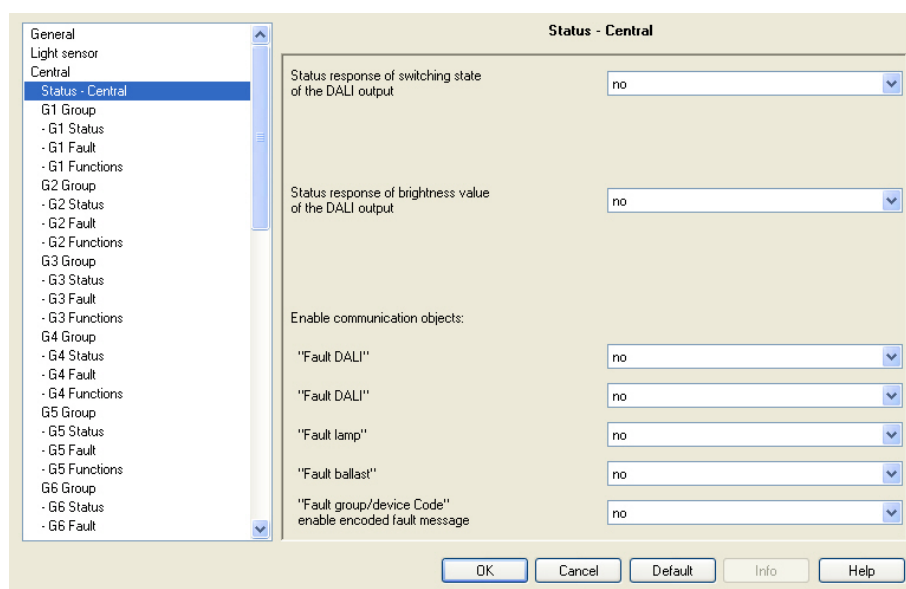 General
Light sensor
Central
Status - Central
G1 Group
- G1 Status
- G1 Fault
- G1 Functions
G2 Group
- G2 Status
- G2 Fault
- G2 Functions
G3 Group
- G3 Status
- G3 Fault
- G3 Functions
G4 Group
- G4 Status
- G4 Fault
- G4 Functions
G5 Group
- G5 Status
- G5 Fault
- G5 Functions
G6 Group
- G6 Status
- G6 Fault
Status - Central
Status response of switching state
of the DALI output
no
Status response of brightness value
of the DALI output
no
Enable communication objects:
"Fault DALI"
no
"Fault DALI"
no
"Fault lamp"
no
"Fault ballast"
no
"Fault group/device Code"
enable encoded fault message
no
OK
Cancel
Default
Info
Help